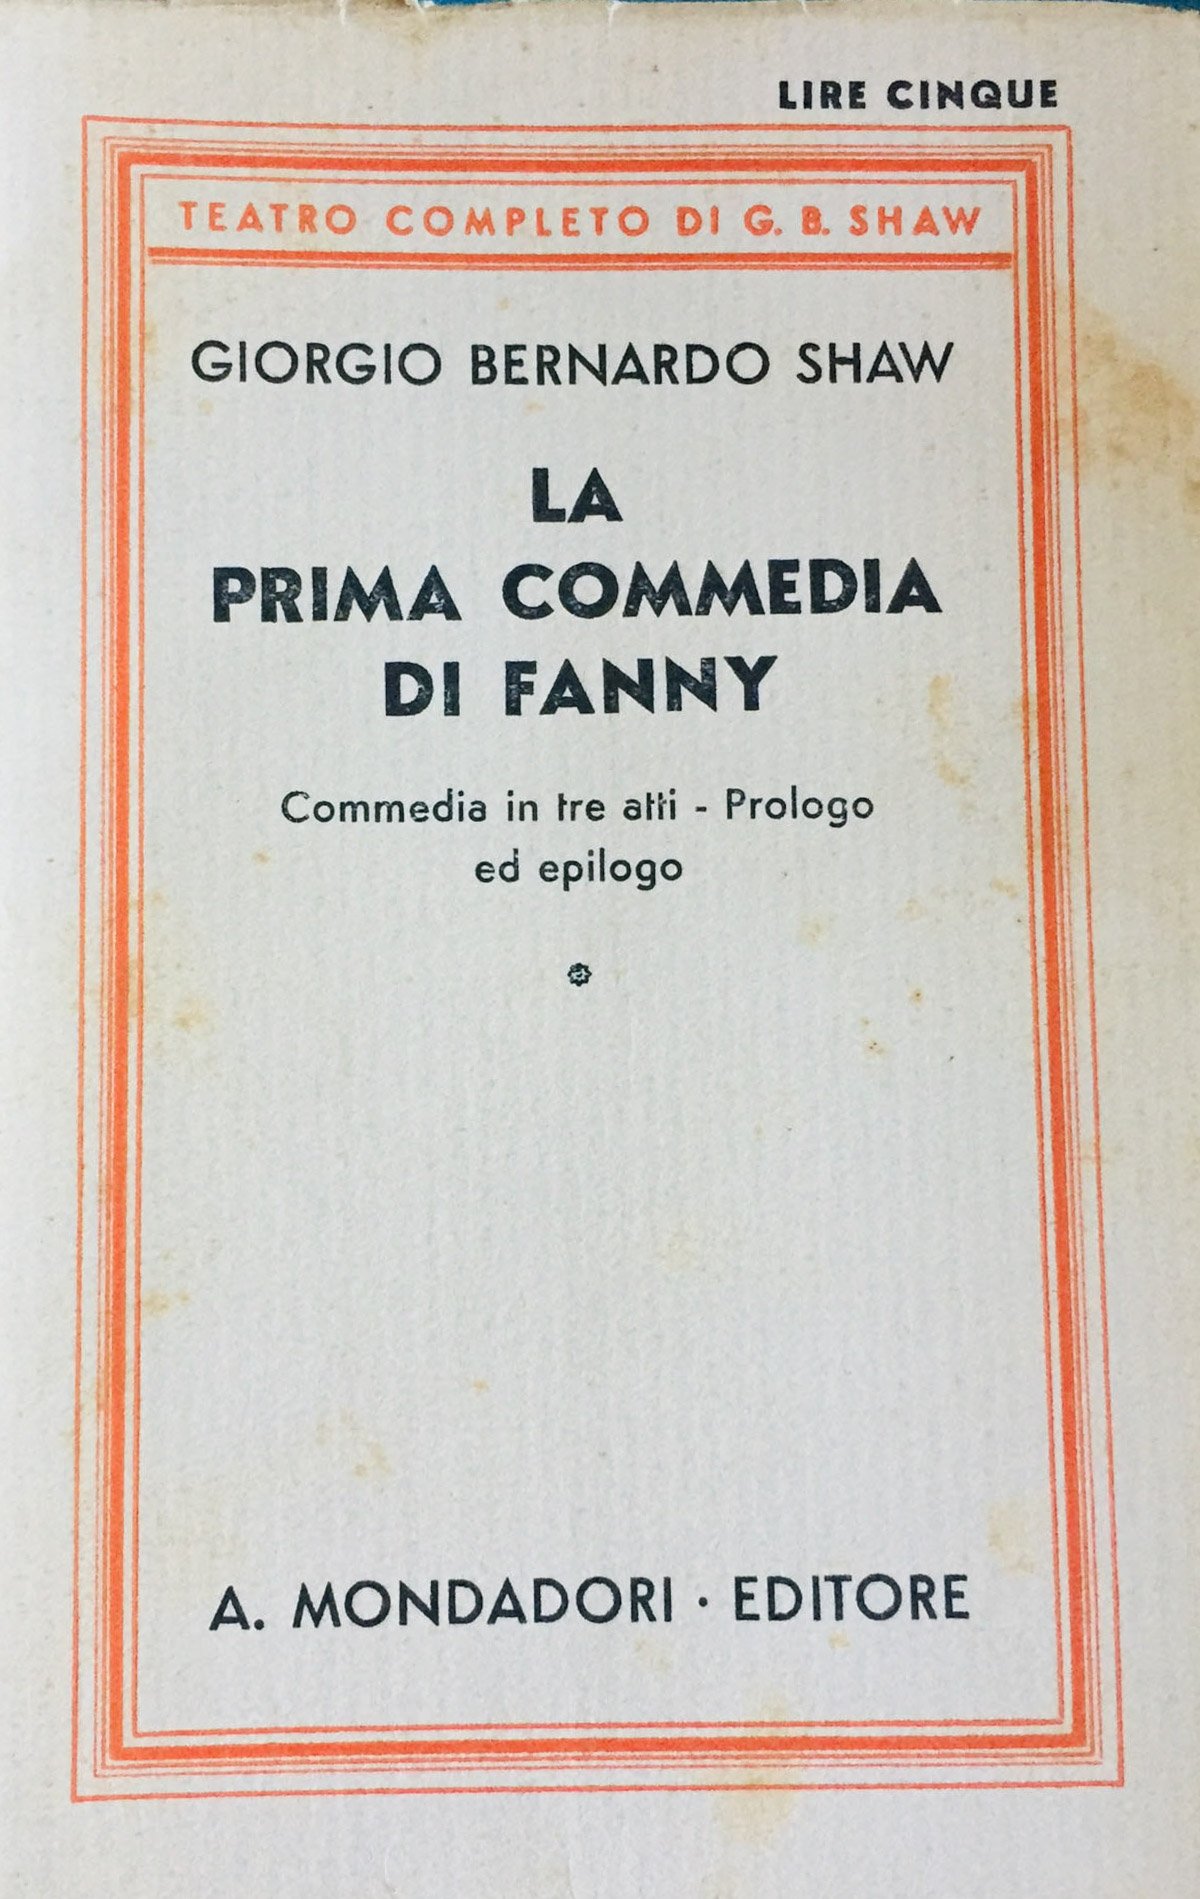 LIRE CINQUE
TEATRO COMPLETO DI G. B. SHAW
GIORGIO BERNARDO SHAW
LA
PRIMA COMMEDIA
DI FANNY
Commedia in tre atti - Prologo
ed epilogo
A. MONDADORI · EDITORE